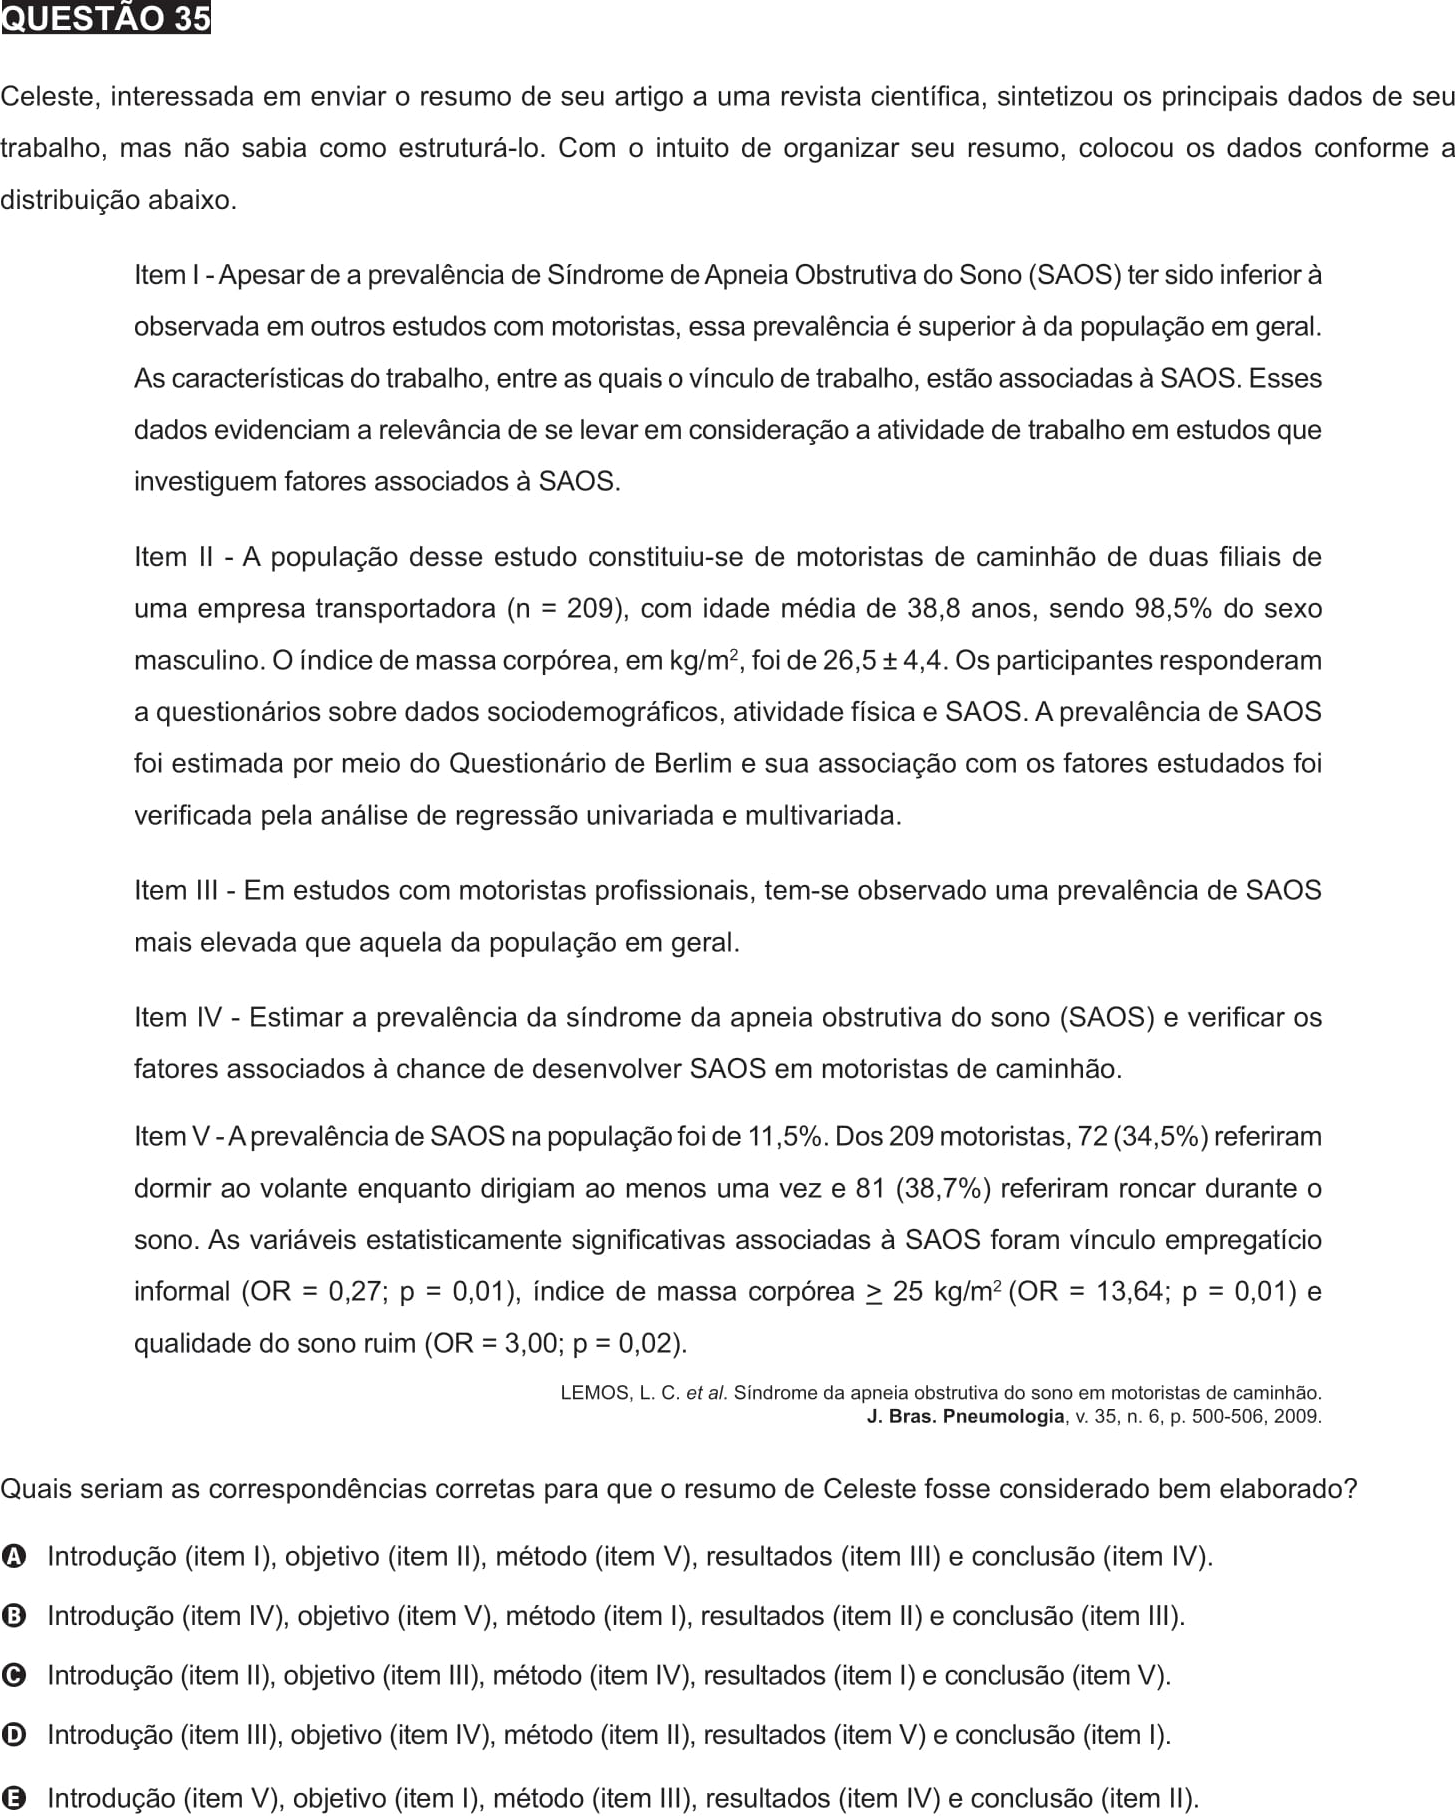 QUESTÃO 35
Celeste, interessada em enviar o resumo de seu artigo a uma revista científica, sintetizou os principais dados de seu
trabalho, mas não sabia como estruturá-lo. Com o intuito de organizar seu resumo, colocou os dados conforme a
distribuição abaixo.
Item I - Apesar de a prevalência de Síndrome de Apneia Obstrutiva do Sono (SAOS) ter sido inferior à
observada em outros estudos com motoristas, essa prevalência é superior à da população em geral.
As características do trabalho, entre as quais o vínculo de trabalho, estão associadas à SAOS. Esses
dados evidenciam a relevância de se levar em consideração a atividade de trabalho em estudos que
investiguem fatores associados à SAOS.
Item II - A população desse estudo constituiu-se de motoristas de caminhão de duas filiais de
uma empresa transportadora (n = 209), com idade média de 38,8 anos, sendo 98,5% do sexo
masculino. O índice de massa corpórea, em kg/m², foi de 26,5 ± 4,4. Os participantes responderam
a questionários sobre dados sociodemográficos, atividade física e SAOS. A prevalência de SAOS
foi estimada por meio do Questionário de Berlim e sua associação com os fatores estudados foi
verificada pela análise de regressão univariada e multivariada.
Item III - Em estudos com motoristas profissionais, tem-se observado uma prevalência de SAOS
mais elevada que aquela da população em geral.
Item IV - Estimar a prevalência da síndrome da apneia obstrutiva do sono (SAOS) e verificar os
fatores associados à chance de desenvolver SAOS em motoristas de caminhão.
Item V - A prevalência de SAOS na população foi de 11,5%. Dos 209 motoristas, 72 (34,5%) referiram
dormir ao volante enquanto dirigiam ao menos uma vez e 81 (38,7%) referiram roncar durante o
sono. As variáveis estatisticamente significativas associadas à SAOS foram vínculo empregatício
informal (OR = 0,27; p = 0,01), índice de massa corpórea ≥ 25 kg/m² (OR = 13,64; p = 0,01) e
qualidade do sono ruim (OR = 3,00; p = 0,02).
LEMOS, L. C. et al. Síndrome da apneia obstrutiva do sono em motoristas de caminhão.
J. Bras. Pneumologia, v. 35, n. 6, p. 500-506, 2009.
Quais seriam as correspondências corretas para que o resumo de Celeste fosse considerado bem elaborado?
A Introdução (item I), objetivo (item II), método (item V), resultados (item III) e conclusão (item IV).
B Introdução (item IV), objetivo (item V), método (item I), resultados (item II) e conclusão (item III).
C Introdução (item II), objetivo (item III), método (item IV), resultados (item I) e conclusão (item V).
D Introdução (item III), objetivo (item IV), método (item II), resultados (item V) e conclusão (item I).
E Introdução (item V), objetivo (item I), método (item III), resultados (item IV) e conclusão (item II).